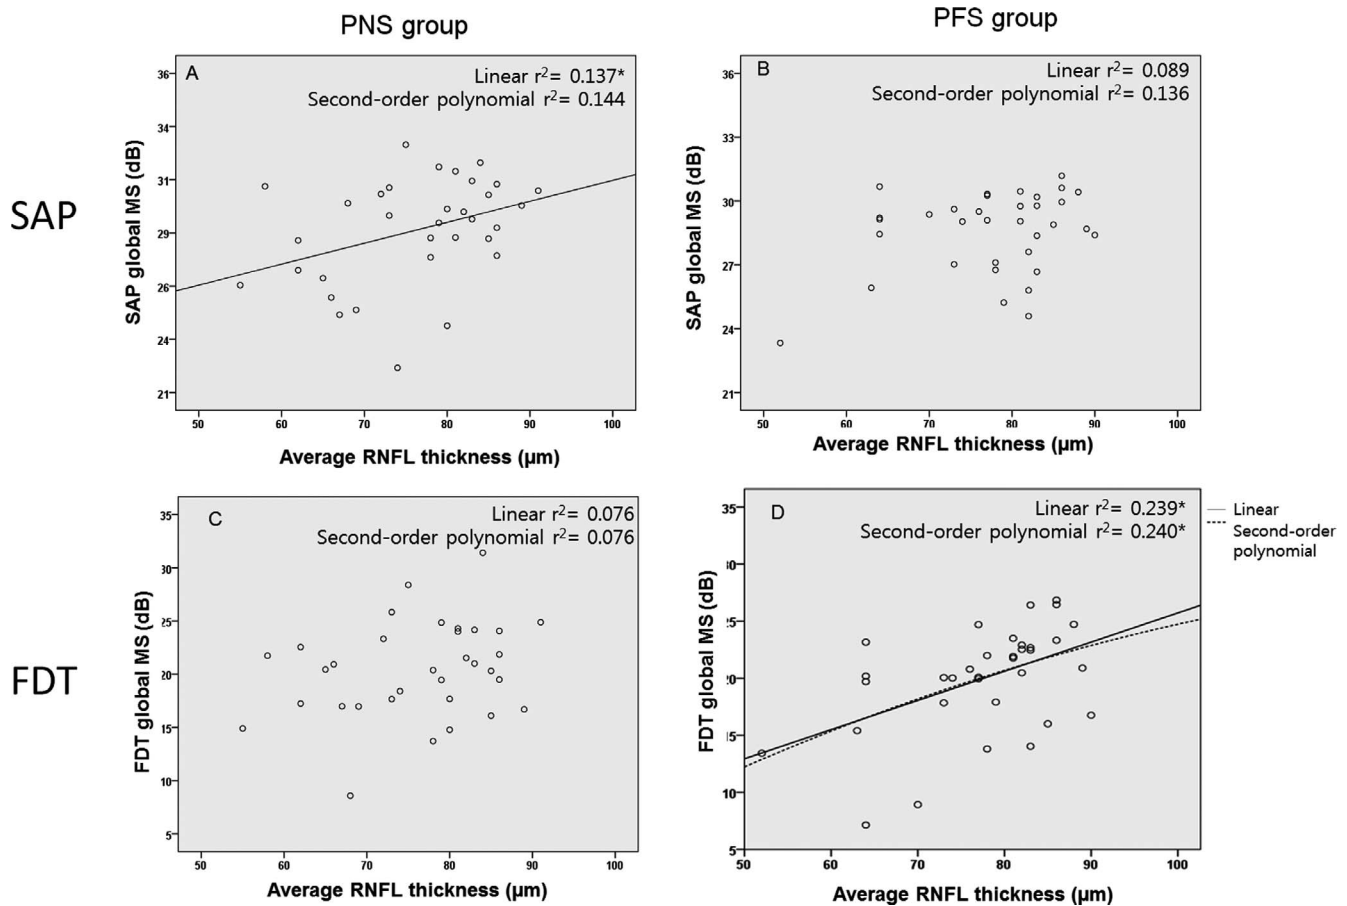 PNS group
PFS group
SAP
FDT
A
Linear r²= 0.137*
Second-order polynomial r²= 0.144
SAP global MS (dB)
36
34
31
29
26
24
21
50 60 70 80 90 100
Average RNFL thickness (µm)
B
Linear r²= 0.089
Second-order polynomial r²= 0.136
SAP global MS (dB)
36
33
30
27
24
21
50 60 70 80 90 100
Average RNFL thickness (µm)
C
Linear r²= 0.076
Second-order polynomial r²= 0.076
FDT global MS (dB)
35
30
25
20
15
10
5
50 60 70 80 90 100
Average RNFL thickness (µm)
D
Linear r²= 0.239*
Second-order polynomial r²= 0.240*
FDT global MS (dB)
35
30
25
20
15
10
5
50 60 70 80 90 100
Average RNFL thickness (µm)
Linear
Second-order
polynomial